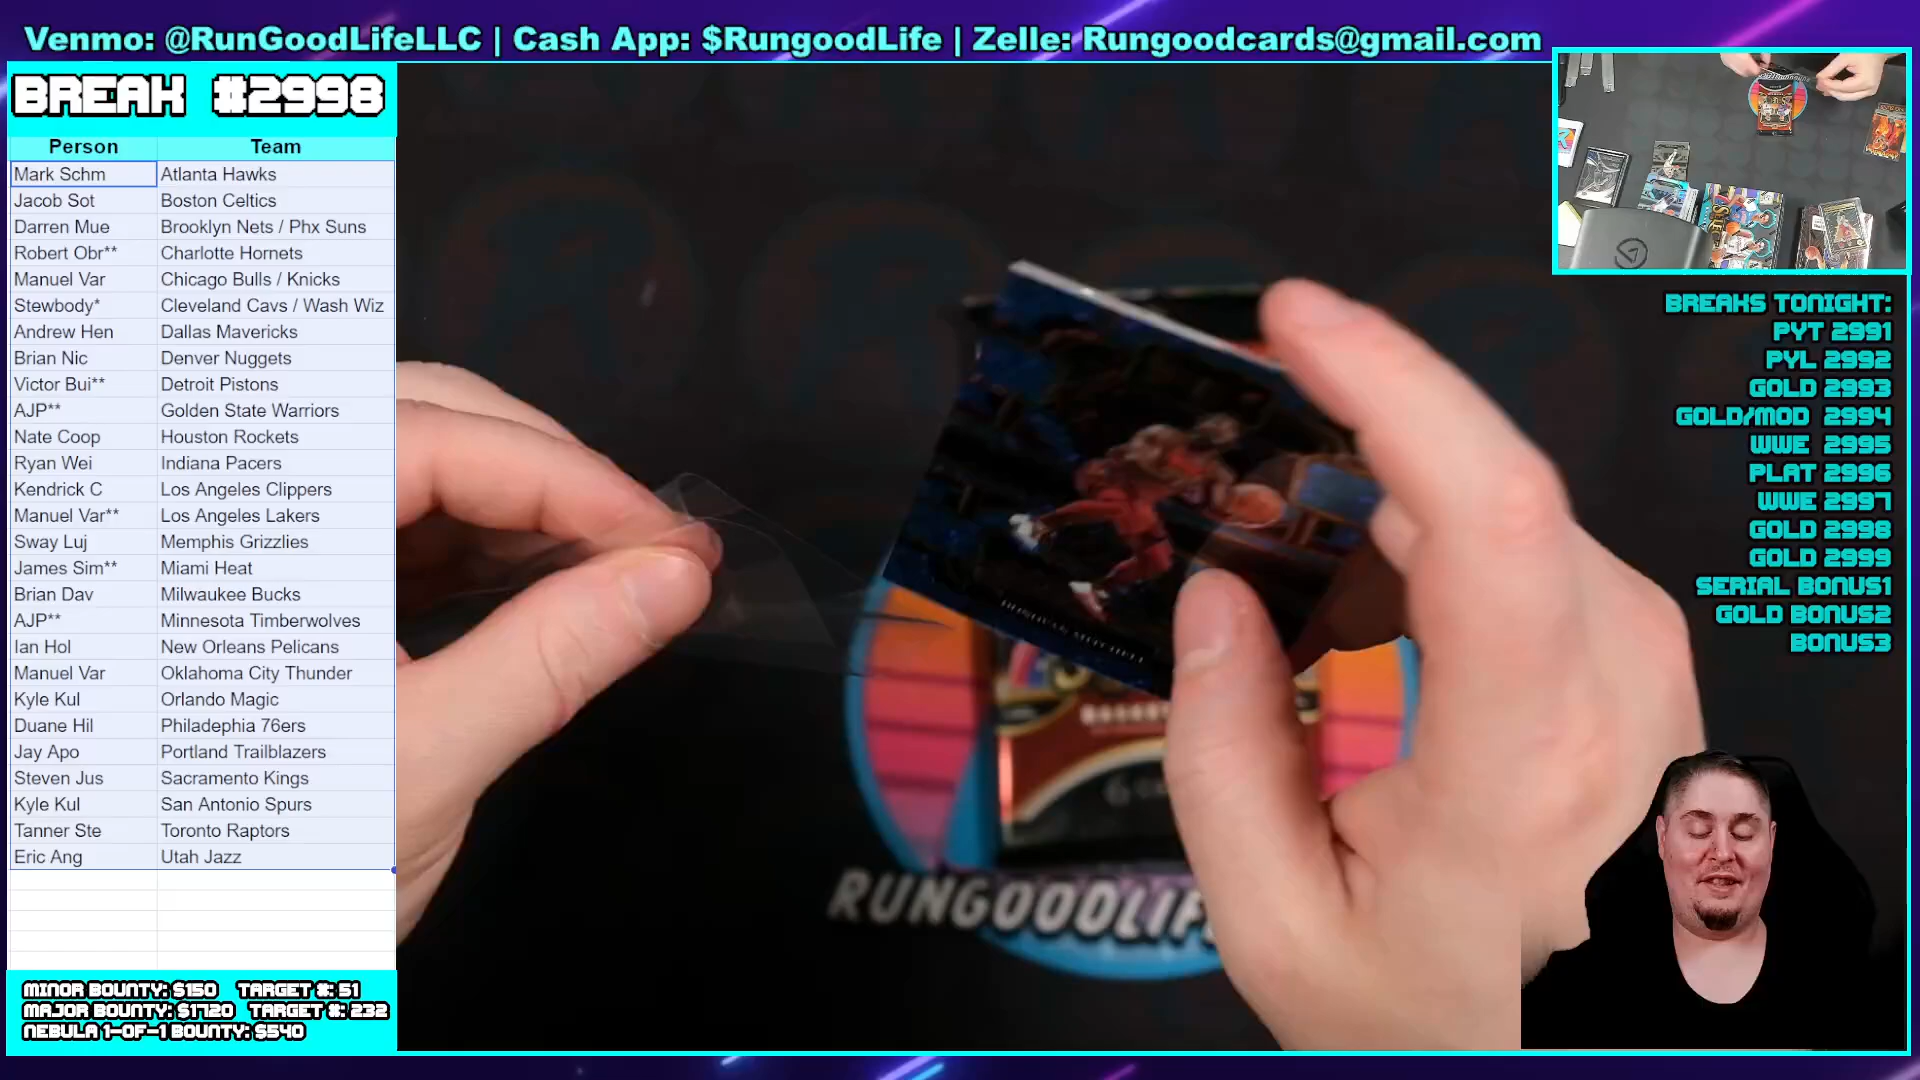 Venmo: @RunGoodLifeLLC | Cash App: $RungoodLife | Zelle: Rungoodcards@gmail.com
BREAK #2998
Person Team
Mark Schm Atlanta Hawks
Jacob Sot Boston Celtics
Darren Mue Brooklyn Nets / Phx Suns
Robert Obr** Charlotte Hornets
Manuel Var Chicago Bulls / Knicks
Stewbody* Cleveland Cavs / Wash Wiz
Andrew Hen Dallas Mavericks
Brian Nic Denver Nuggets
Victor Bui** Detroit Pistons
AJP** Golden State Warriors
Nate Coop Houston Rockets
Ryan Wei Indiana Pacers
Kendrick C Los Angeles Clippers
Manuel Var** Los Angeles Lakers
Sway Luj Memphis Grizzlies
James Sim** Miami Heat
Brian Dav Milwaukee Bucks
AJP** Minnesota Timberwolves
Ian Hol New Orleans Pelicans
Manuel Var Oklahoma City Thunder
Kyle Kul Orlando Magic
Duane Hil Philadephia 76ers
Jay Apo Portland Trailblazers
Steven Jus Sacramento Kings
Kyle Kul San Antonio Spurs
Tanner Ste Toronto Raptors
Eric Ang Utah Jazz
MINOR BOUNTY: $150 TARGET #: 51
MAJOR BOUNTY: $1720 TARGET #: 232
NEBULA 1-OF-1 BOUNTY: $540
RUNGOODLIF
BREAKS TONIGHT:
PYT 2991
PYL 2992
GOLD 2993
GOLD/MOD 2994
WWE 2995
PLAT 2996
WWE 2997
GOLD 2998
GOLD 2999
SERIAL BONUS1
GOLD BONUS2
BONUS3